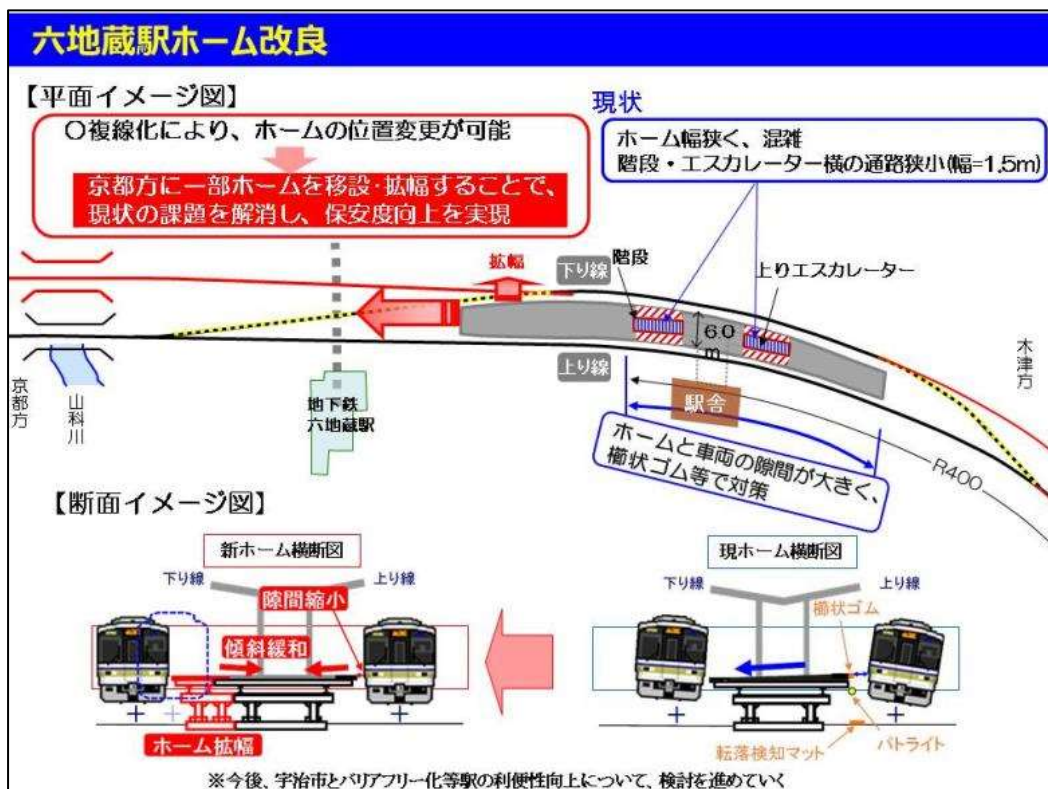 六地蔵駅ホーム改良
【平面イメージ図】
〇複線化により、ホームの位置変更が可能
京都方に一部ホームを移設・拡幅することで、
現状の課題を解消し、保安度向上を実現
現状
ホーム幅狭く、混雑
階段・エスカレーター横の通路狭小(幅=1.5m)
拡幅
下り線
階段
上りエスカレーター
6.0
m
上り線
駅舎
木津方
京都方
山科川
地下鉄
六地蔵駅
ホームと車両の隙間が大きく、
櫛状ゴム等で対策
R400
【断面イメージ図】
新ホーム横断図
下り線
上り線
隙間縮小
傾斜緩和
ホーム拡幅
現ホーム横断図
下り線
上り線
櫛状ゴム
転落検知マット
パトライト
※今後、宇治市とバリアフリー化等駅の利便性向上について、検討を進めていく